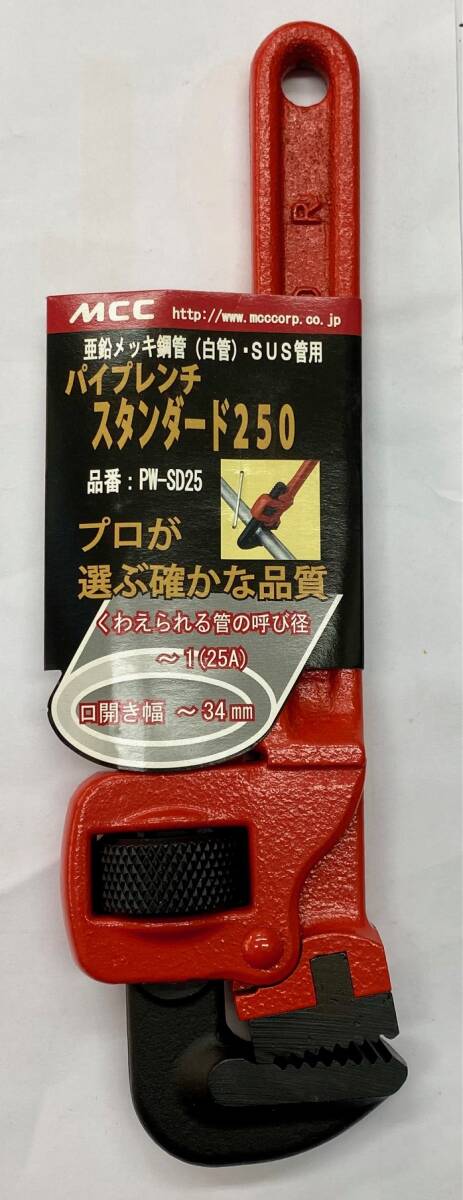 R
MCC http://www.mcccorp.co.jp
亜鉛メッキ鋼管(白管)・SUS管用
パイプレンチ
スタンダード250
品番:PW-SD25
プロが
選ぶ確かな品質
くわえられる管の呼び径
~1(25A)
口開き幅 ~34mm